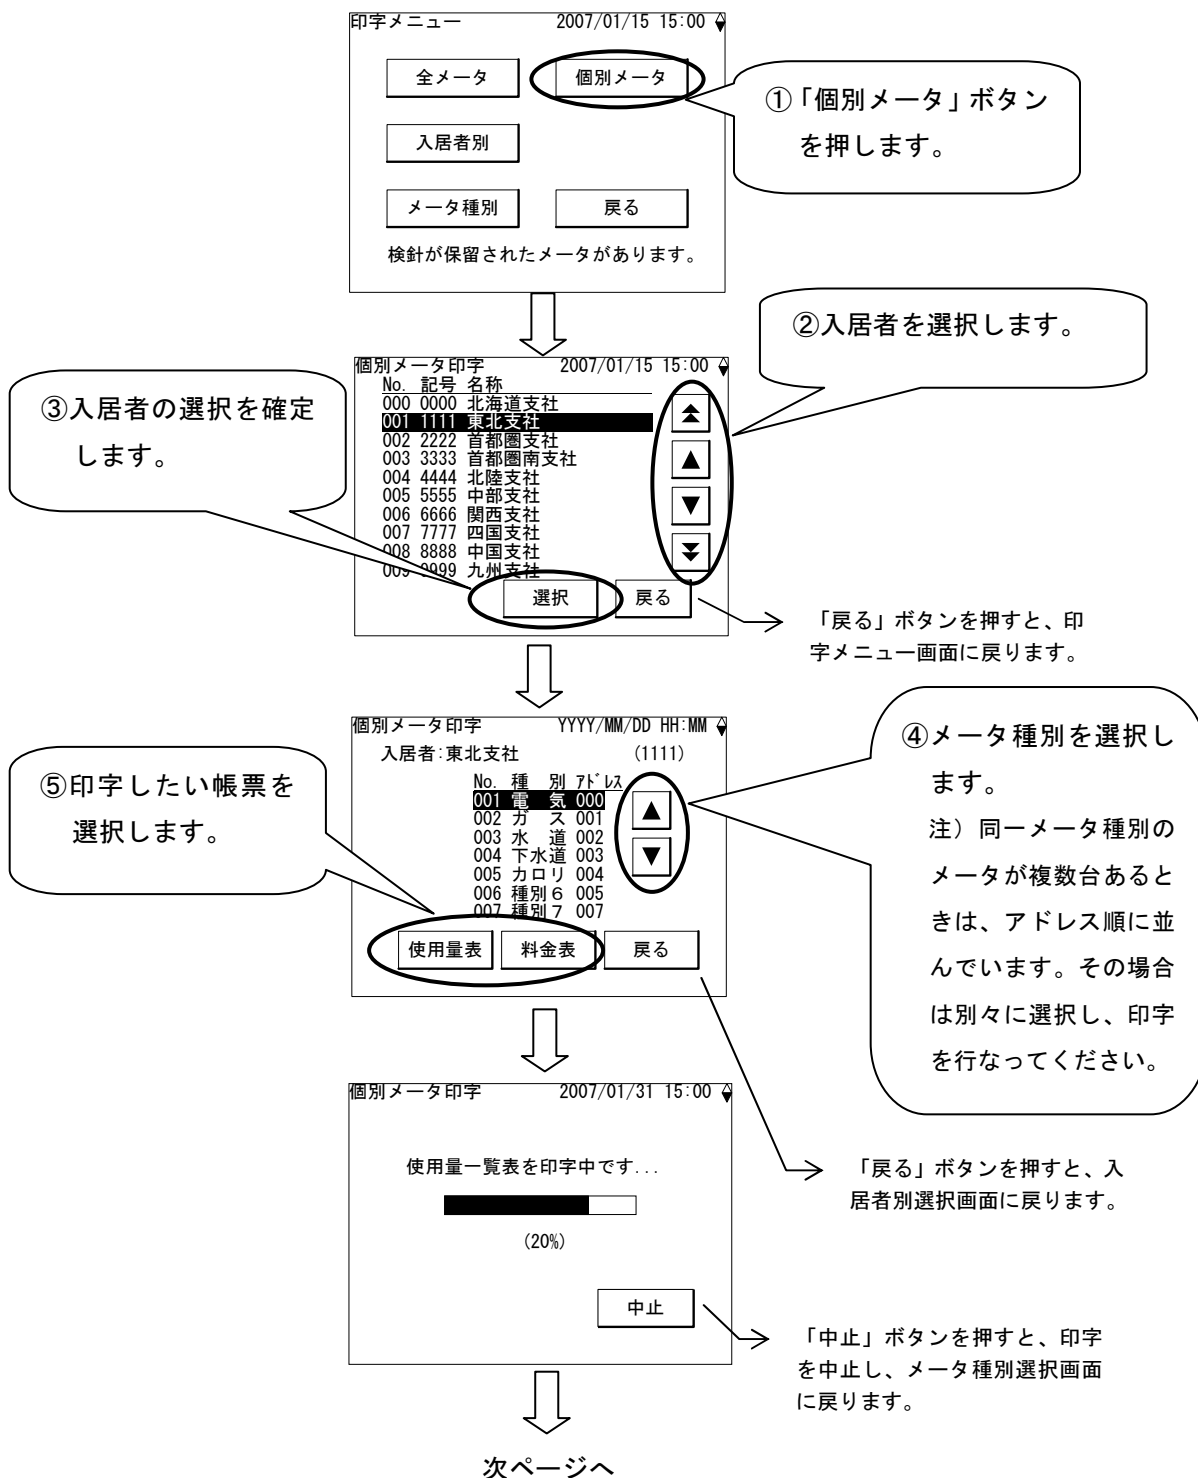 印字メニュー 2007/01/15 15:00
全メータ 個別メータ
入居者別
メータ種別 戻る
検針が保留されたメータがあります。
①「個別メータ」ボタン
を押します。
②入居者を選択します。
個別メータ印字 2007/01/15 15:00
No. 記号 名称
000 0000 北海道支社
001 1111 東北支社
002 2222 首都圏支社
003 3333 首都圏南支社
004 4444 北陸支社
005 5555 中部支社
006 6666 関西支社
007 7777 四国支社
008 8888 中国支社
009 9999 九州支社
選択 戻る
③入居者の選択を確定
します。
「戻る」ボタンを押すと、印
字メニュー画面に戻ります。
個別メータ印字 YYYY/MM/DD HH:MM
入居者:東北支社 (1111)
No. 種 別 ｱﾄﾞﾚｽ
001 電 気 000
002 ガ ス 001
003 水 道 002
004 下水道 003
005 カロリ 004
006 種別６ 005
007 種別７ 007
使用量表 料金表 戻る
④メータ種別を選択し
ます。
注）同一メータ種別の
メータが複数台あると
きは、アドレス順に並
んでいます。その場合
は別々に選択し、印字
を行なってください。
⑤印字したい帳票を
選択します。
個別メータ印字 2007/01/31 15:00
使用量一覧表を印字中です...
(20%)
中止
「戻る」ボタンを押すと、入
居者別選択画面に戻ります。
「中止」ボタンを押すと、印字
を中止し、メータ種別選択画面
に戻ります。
次ページへ